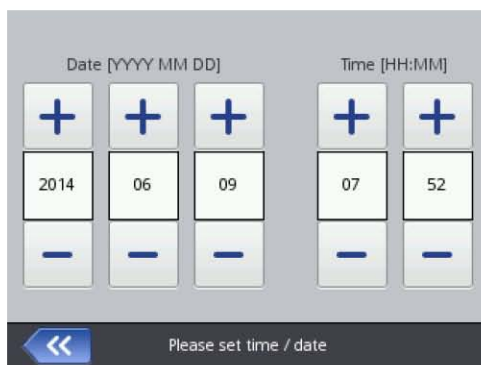 Date [YYYY MM DD] Time [HH:MM]
2014 06 09 07 52
Please set time / date